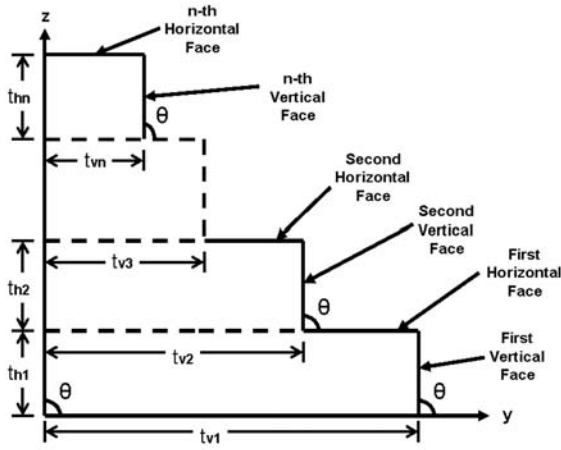 z
n-th
Horizontal
Face
n-th
Vertical
Face
thn
θ
tvn
Second
Horizontal
Face
Second
Vertical
Face
tv3
First
Horizontal
Face
th2
θ
tv2
First
Vertical
Face
th1
θ
θ
y
tv1